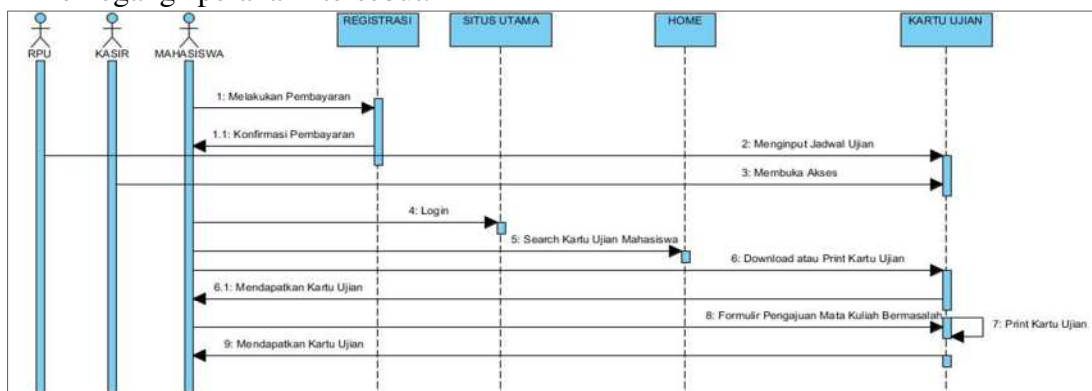 REGISTRASI SITUS UTAMA HOME KARTU UJIAN
RPU KASIR MAHASISWA
1: Melakukan Pembayaran
1.1: Konfirmasi Pembayaran
2: Menginput Jadwal Ujian
3: Membuka Akses
4: Login
5: Search Kartu Ujian Mahasiswa
6: Download atau Print Kartu Ujian
6.1: Mendapatkan Kartu Ujian
8: Formulir Pengajuan Mata Kuliah Bermasalah
7: Print Kartu Ujian
9: Mendapatkan Kartu Ujian